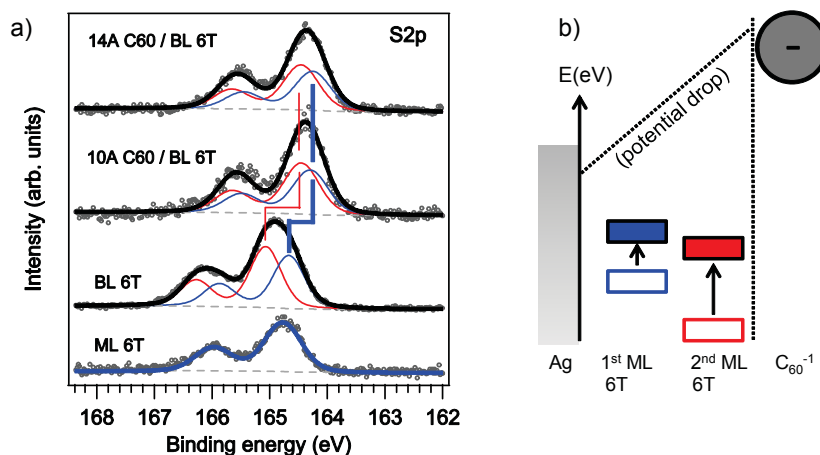 a)
14A C60 / BL 6T
S2p
10A C60 / BL 6T
BL 6T
ML 6T
Intensity (arb. units)
168 167 166 165 164 163 162
Binding energy (eV)
b)
E(eV)
(potential drop)
-
Ag
1st ML
6T
2nd ML
6T
C60-1